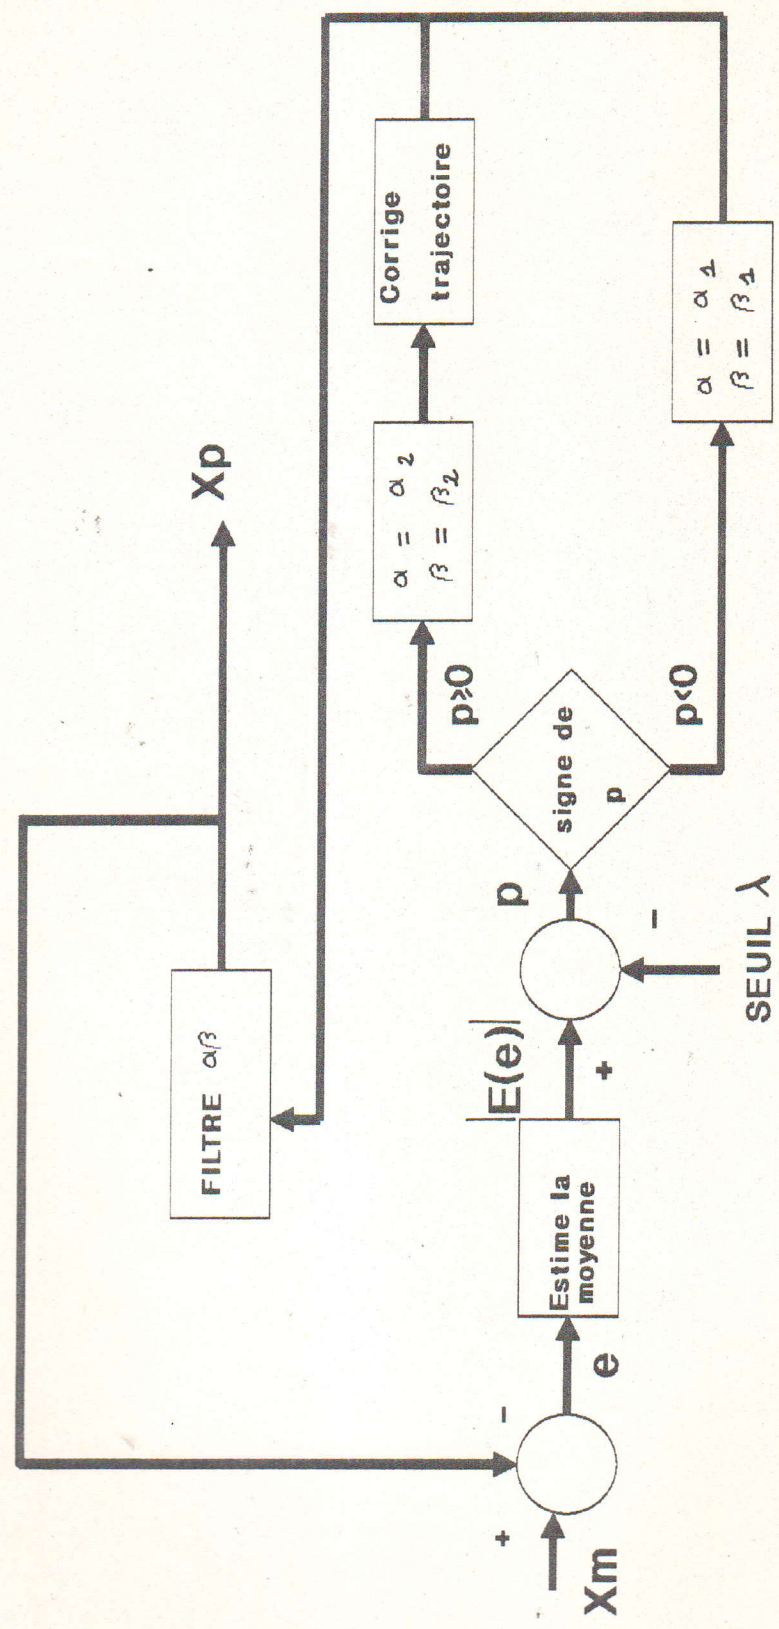 FILTRE αβ
Xp
α = α2
β = β2
Corrige
trajectoire
Xm
+
-
e
Estime la
moyenne
|E(e)|
+
-
SEUIL λ
p
signe de
p
p≥0
p<0
α = α1
β = β1